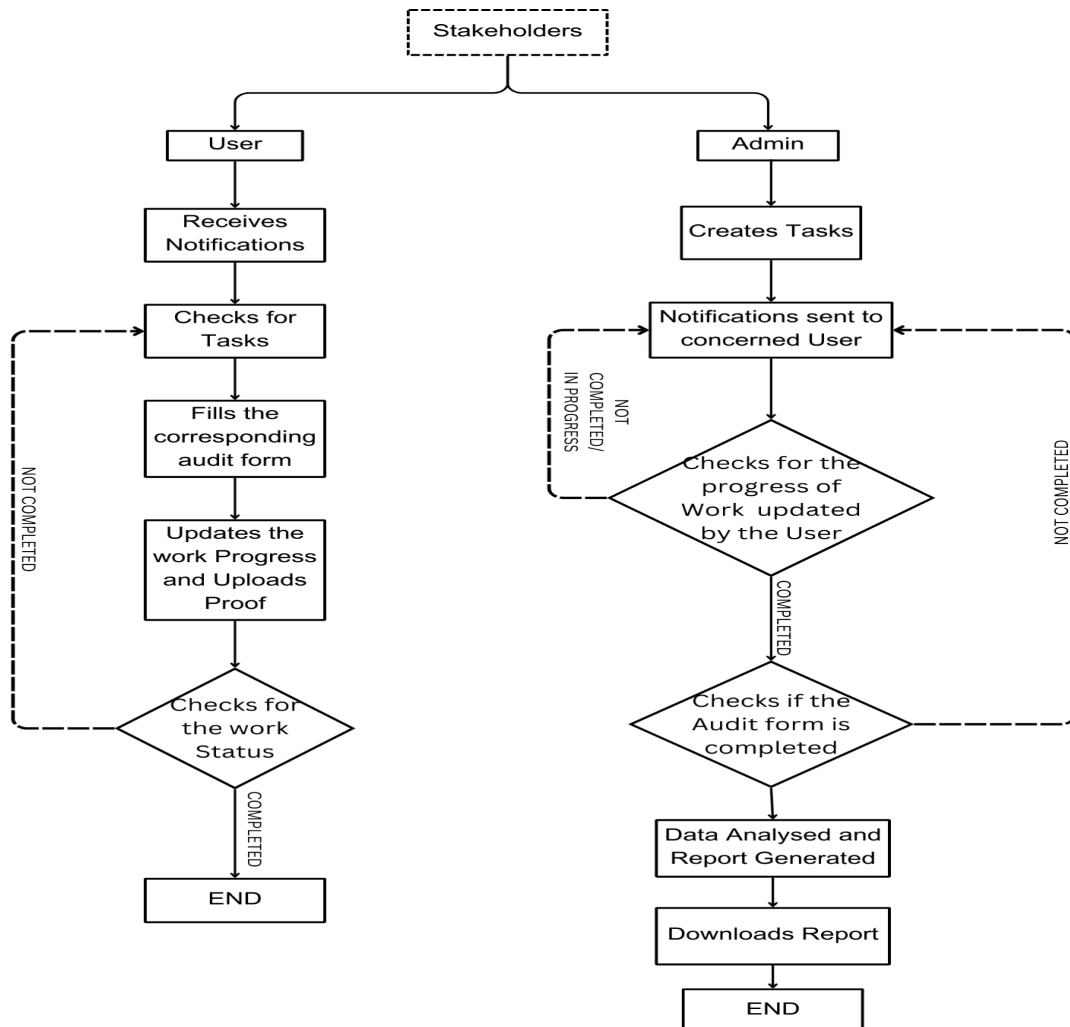 Stakeholders
User
Receives
Notifications
Checks for
Tasks
Fills the
corresponding
audit form
Updates the
work Progress
and Uploads
Proof
Checks for
the work
Status
NOT COMPLETED
COMPLETED
END
Admin
Creates Tasks
Notifications sent to
concerned User
NOT
COMPLETED/
IN PROGRESS
Checks for the
progress of
Work updated
by the User
COMPLETED
NOT COMPLETED
Checks if the
Audit form is
completed
Data Analysed and
Report Generated
Downloads Report
END